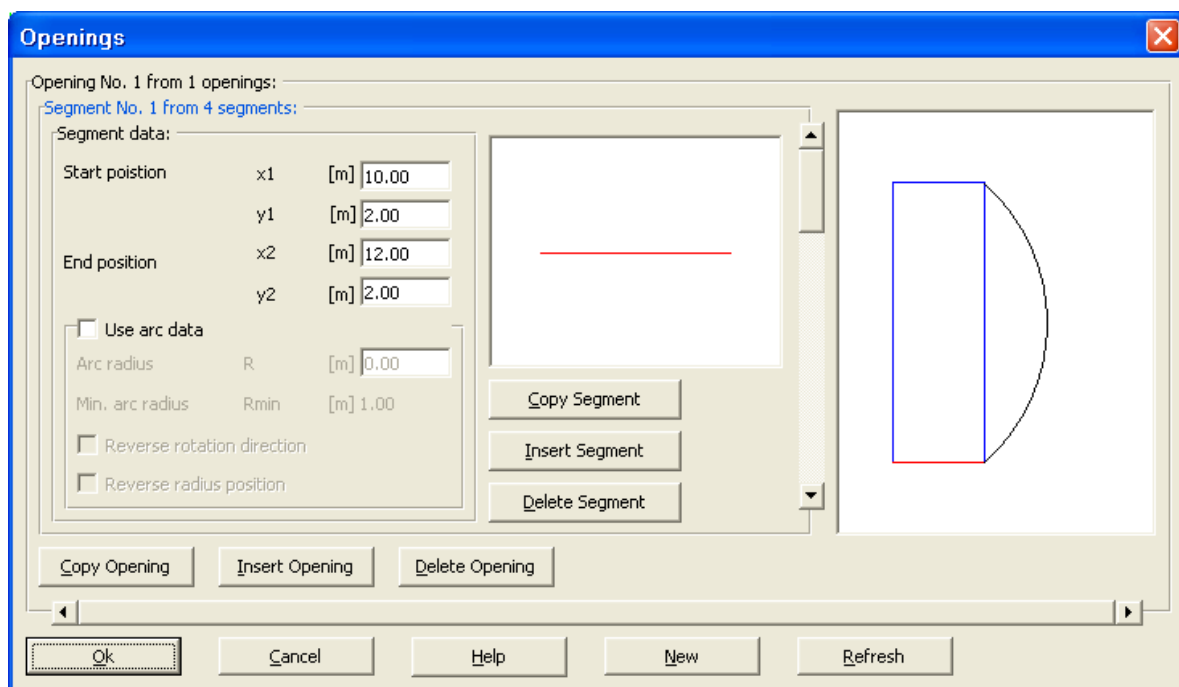 Openings
Opening No. 1 from 1 openings:
Segment No. 1 from 4 segments:
Segment data:
Start poistion x1 [m] 10.00
y1 [m] 2.00
End position x2 [m] 12.00
y2 [m] 2.00
Use arc data
Arc radius R [m] 0.00
Min. arc radius Rmin [m] 1.00
Reverse rotation direction
Reverse radius position
Copy Segment
Insert Segment
Delete Segment
Copy Opening Insert Opening Delete Opening
Ok Cancel Help New Refresh